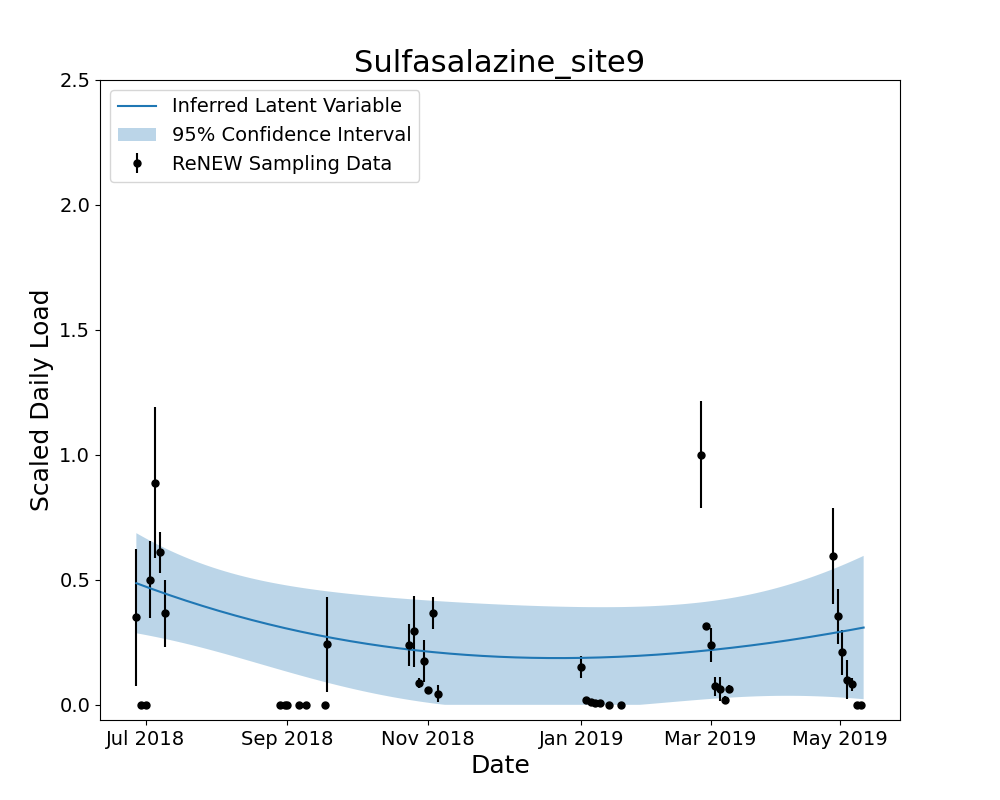 Sulfasalazine_site9
Inferred Latent Variable
95% Confidence Interval
ReNEW Sampling Data
Scaled Daily Load
2.5
2.0
1.5
1.0
0.5
0.0
Jul 2018 Sep 2018 Nov 2018 Jan 2019 Mar 2019 May 2019
Date